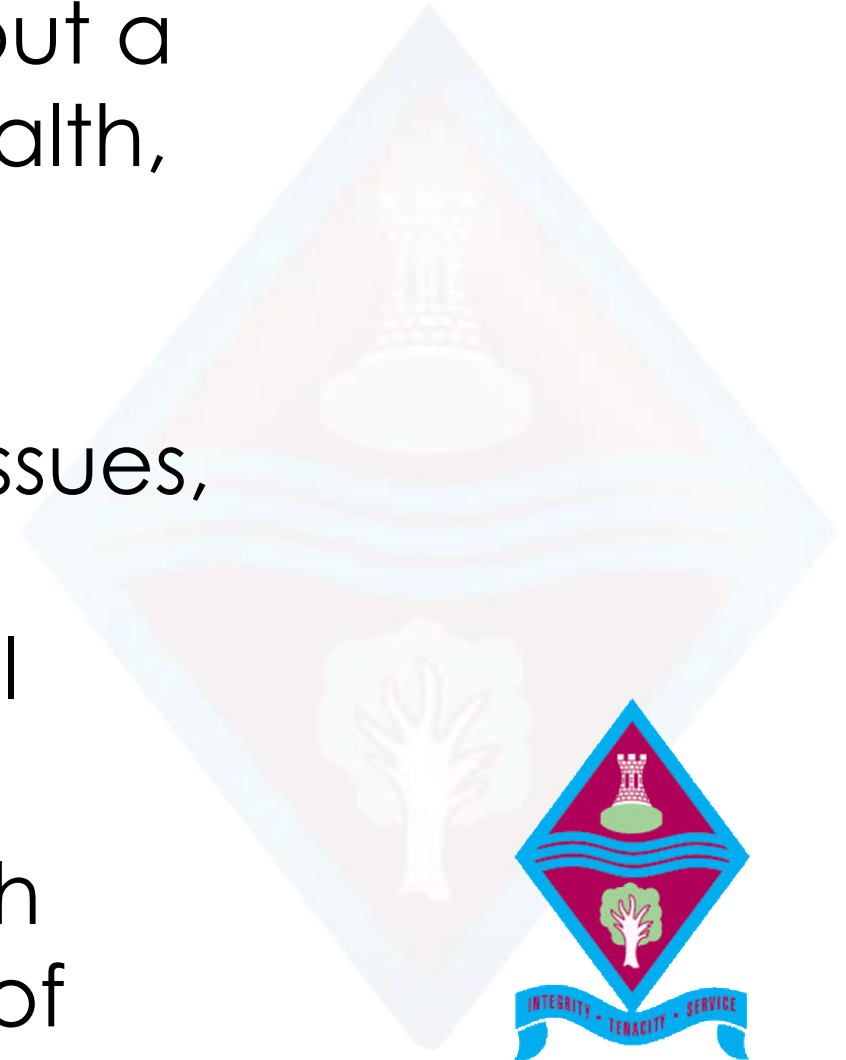 out a
alth,
ssues,
l
h
of
INTEGRITY • TENACITY • SERVICE